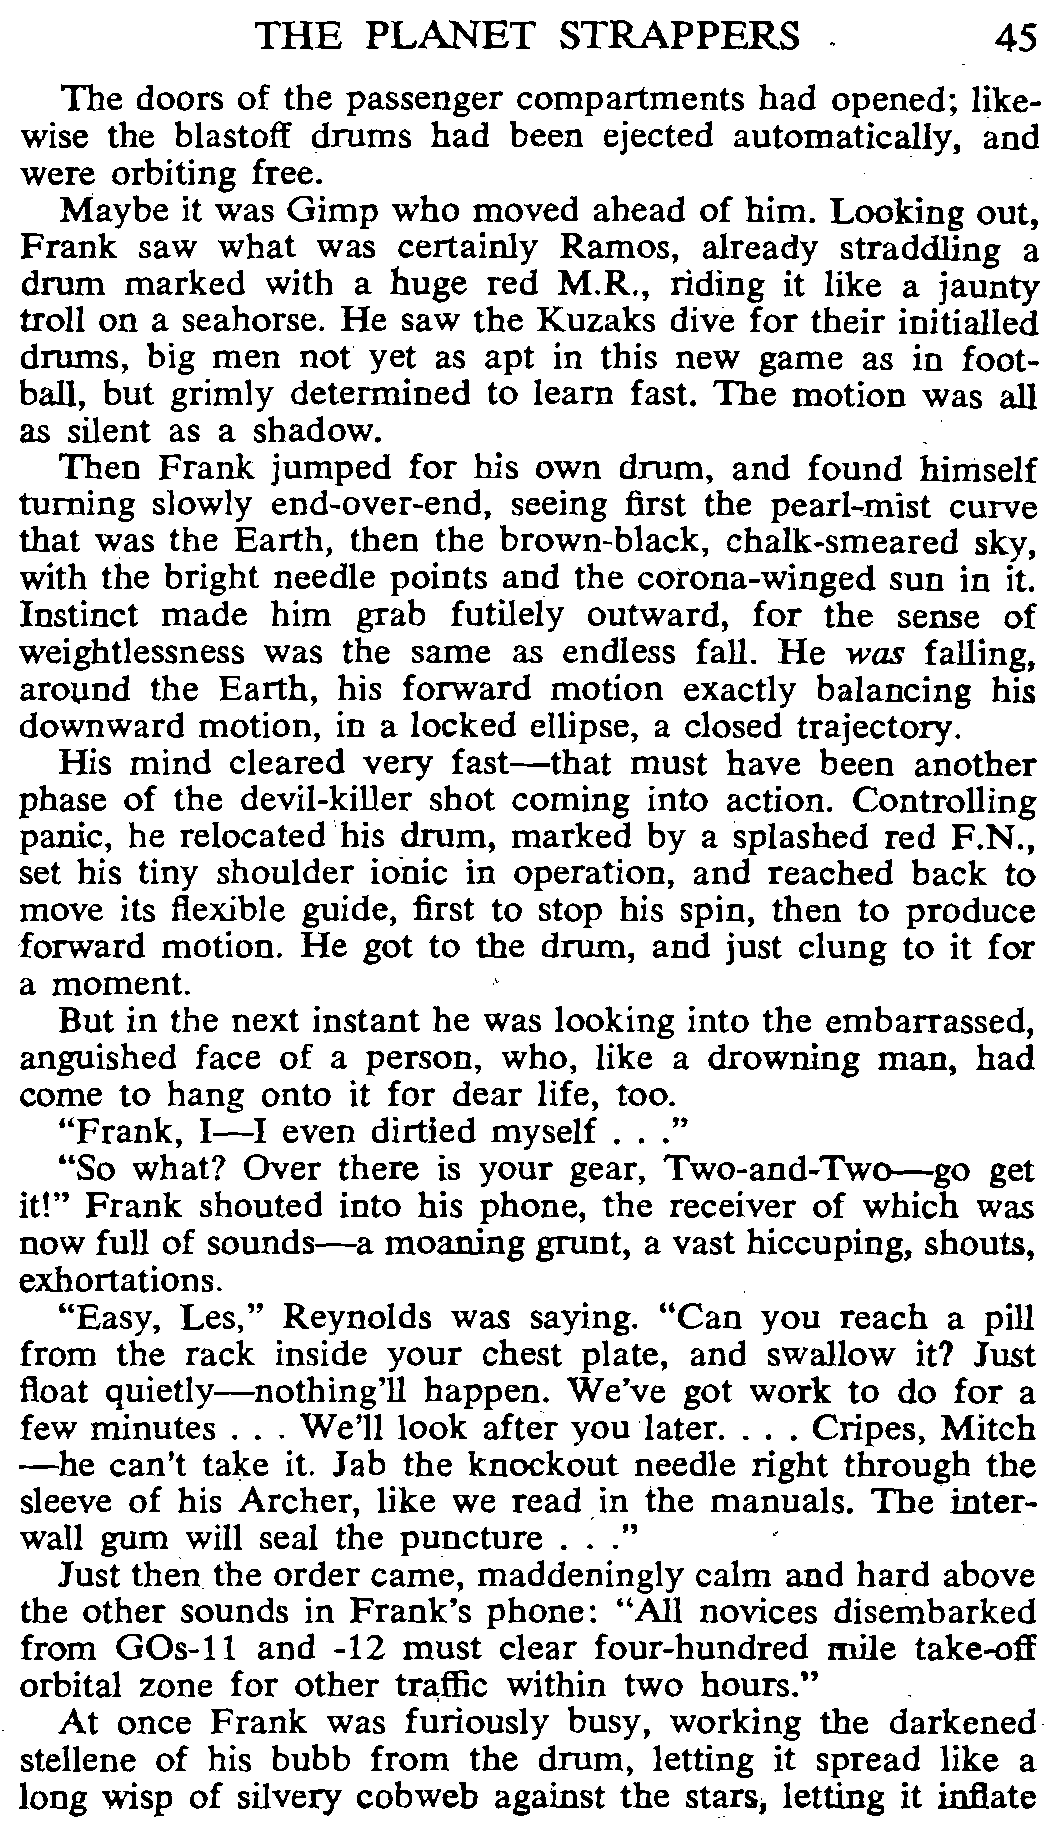 THE PLANET STRAPPERS 45
The doors of the passenger compartments had opened; like-
wise the blastoff drums had been ejected automatically, and
were orbiting free.
Maybe it was Gimp who moved ahead of him. Looking out,
Frank saw what was certainly Ramos, already straddling a
drum marked with a huge red M.R., riding it like a jaunty
troll on a seahorse. He saw the Kuzaks dive for their initialled
drums, big men not yet as apt in this new game as in foot-
ball, but grimly determined to learn fast. The motion was all
as silent as a shadow.
Then Frank jumped for his own drum, and found himself
turning slowly end-over-end, seeing first the pearl-mist curve
that was the Earth, then the brown-black, chalk-smeared sky,
with the bright needle points and the corona-winged sun in it.
Instinct made him grab futilely outward, for the sense of
weightlessness was the same as endless fall. He was falling,
around the Earth, his forward motion exactly balancing his
downward motion, in a locked ellipse, a closed trajectory.
His mind cleared very fast—that must have been another
phase of the devil-killer shot coming into action. Controlling
panic, he relocated his drum, marked by a splashed red F.N.,
set his tiny shoulder ionic in operation, and reached back to
move its flexible guide, first to stop his spin, then to produce
forward motion. He got to the drum, and just clung to it for
a moment.
But in the next instant he was looking into the embarrassed,
anguished face of a person, who, like a drowning man, had
come to hang onto it for dear life, too.
“Frank, I—I even dirtied myself . . .”
“So what? Over there is your gear, Two-and-Two—go get
it!” Frank shouted into his phone, the receiver of which was
now full of sounds—a moaning grunt, a vast hiccuping, shouts,
exhortations.
“Easy, Les,” Reynolds was saying. “Can you reach a pill
from the rack inside your chest plate, and swallow it? Just
float quietly—nothing’ll happen. We’ve got work to do for a
few minutes . . . We’ll look after you later. . . . Cripes, Mitch
—he can’t take it. Jab the knockout needle right through the
sleeve of his Archer, like we read in the manuals. The inter-
wall gum will seal the puncture . . .”
Just then the order came, maddeningly calm and hard above
the other sounds in Frank’s phone: “All novices disembarked
from GOs-11 and -12 must clear four-hundred mile take-off
orbital zone for other traffic within two hours.”
At once Frank was furiously busy, working the darkened
stellene of his bubb from the drum, letting it spread like a
long wisp of silvery cobweb against the stars, letting it inflate